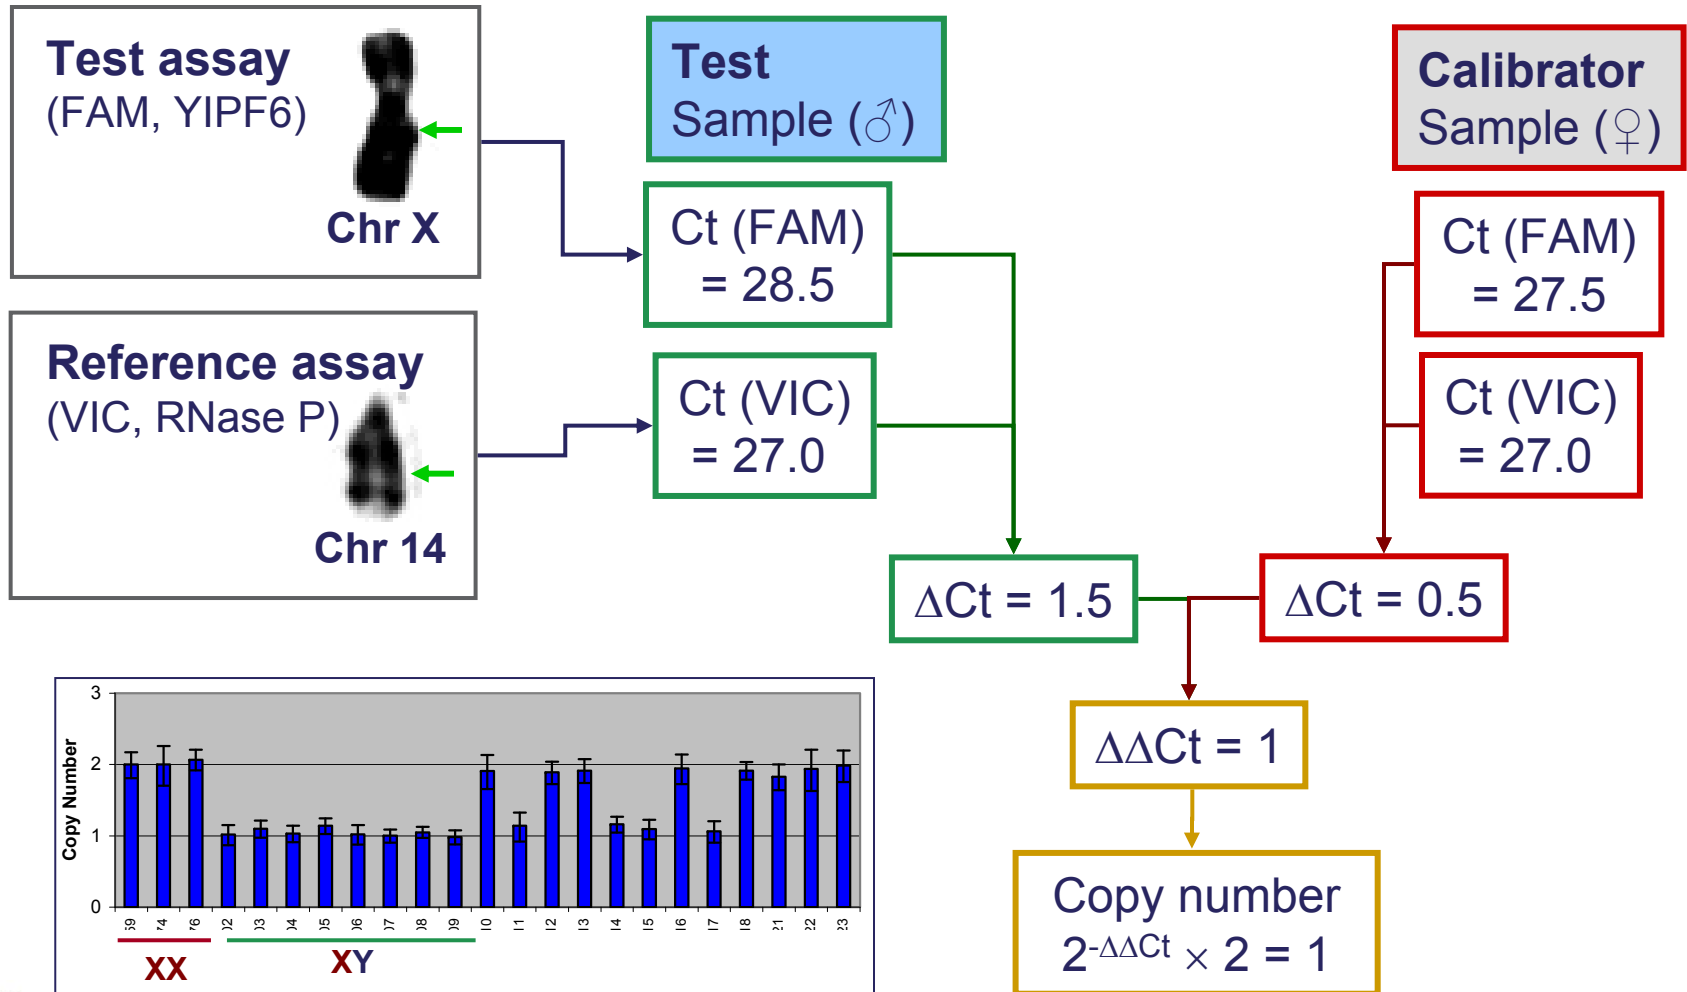 Test assay
(FAM, YIPF6)
Chr X
Reference assay
(VIC, RNase P)
Chr 14
Test
Sample (♂)
Ct (FAM)
= 28.5
Ct (VIC)
= 27.0
Calibrator
Sample (♀)
Ct (FAM)
= 27.5
Ct (VIC)
= 27.0
ΔCt = 1.5
ΔCt = 0.5
ΔΔCt = 1
Copy number
2^-ΔΔCt × 2 = 1
Copy Number
3
2
1
0
XX
XY